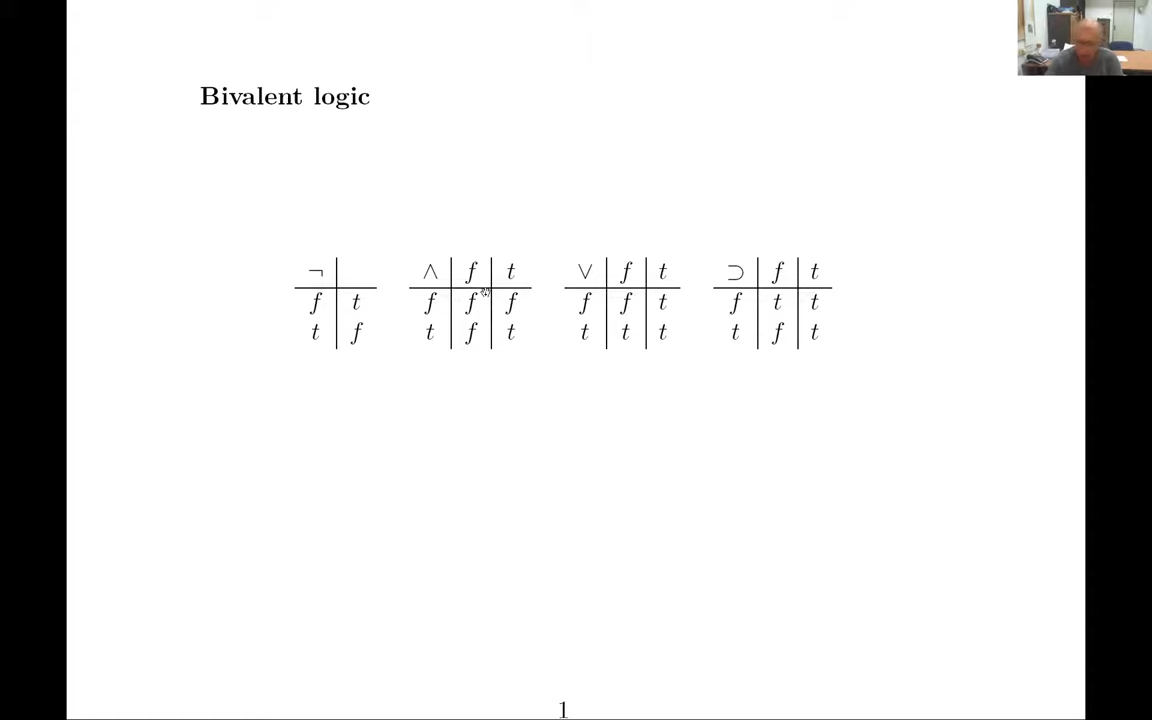 Bivalent logic
¬ ∧ f t ∨ f t ⊃ f t
f t f f f f f t f t t
t f t f t t t t t f t
1